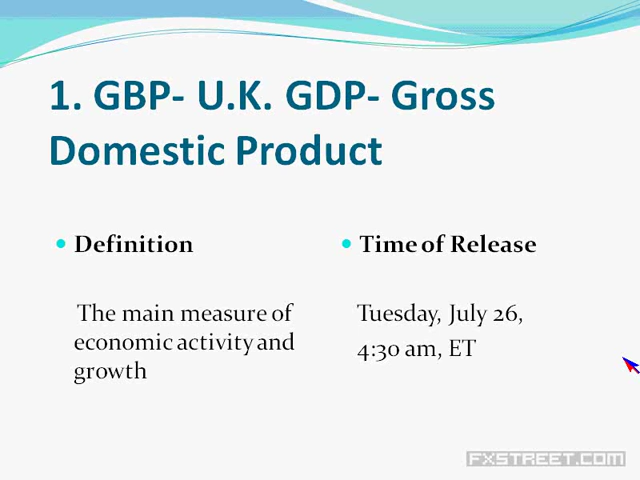 1. GBP- U.K. GDP- Gross
Domestic Product
Definition
The main measure of
economic activity and
growth
Time of Release
Tuesday, July 26,
4:30 am, ET
FXSTREET.COM